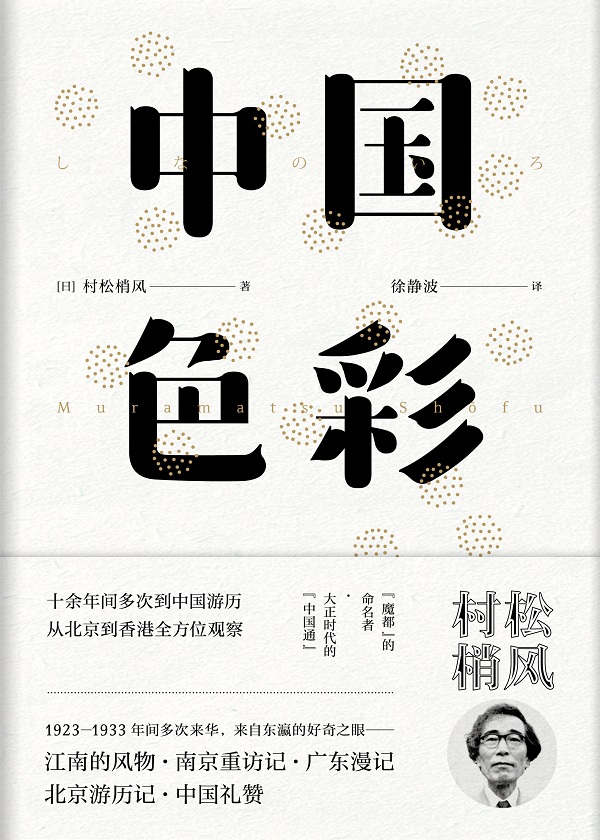 中国
しなのいろ
[日] 村松梢风——著
徐静波——译
色彩
Muramatsu Shofu
十余年间多次到中国游历
从北京到香港全方位观察
『魔都』的
命名者
·
大正时代的
『中国通』
村松
梢风
1923—1933 年间多次来华，来自东瀛的好奇之眼——
江南的风物·南京重访记·广东漫记
北京游历记·中国礼赞